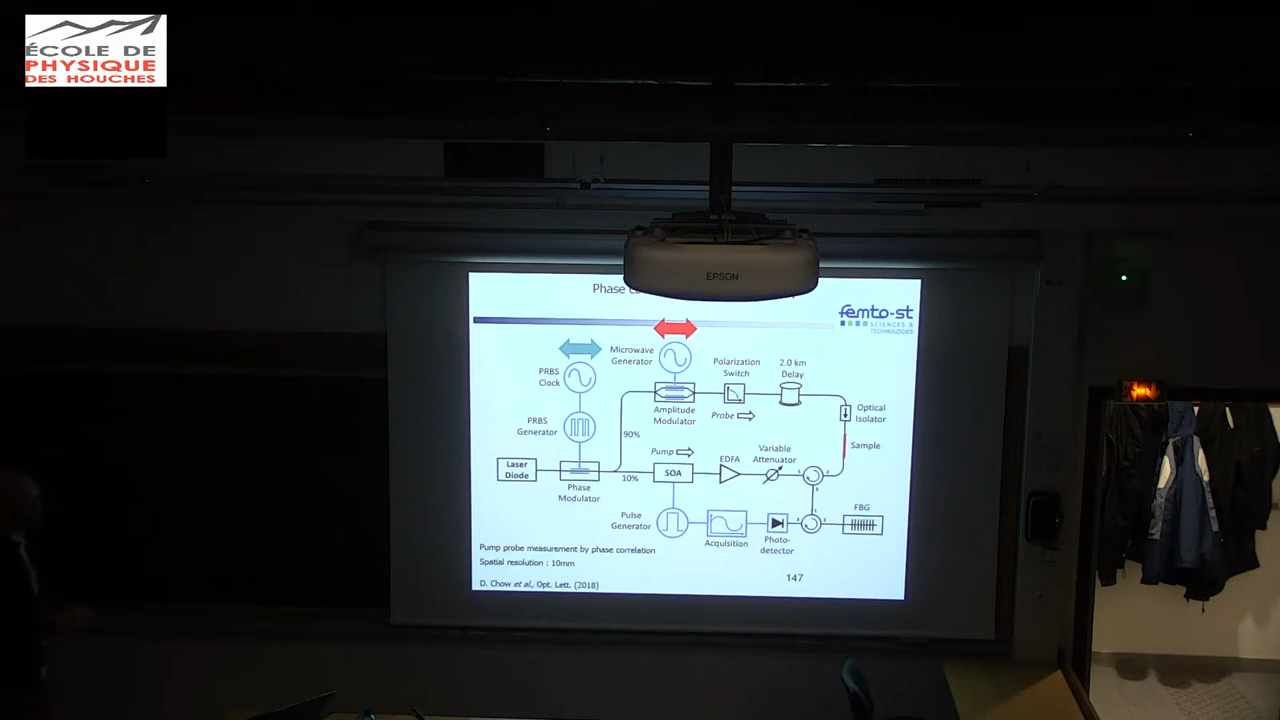 ÉCOLE DE
PHYSIQUE
DES HOUCHES
EPSON
Phase
femto-st
SCIENCES &
TECHNOLOGIES
Microwave
Generator
PRBS
Clock
Polarization
Switch
2.0 km
Delay
Optical
Isolator
Amplitude
Modulator
Probe
PRBS
Generator
90%
Sample
Pump
Variable
Attenuator
EDFA
Laser
Diode
SOA
10%
Phase
Modulator
Pulse
Generator
FBG
Acquisition
Photo-
detector
Pump probe measurement by phase correlation
Spatial resolution : 10mm
147
D. Chow et al., Opt. Lett. (2018)